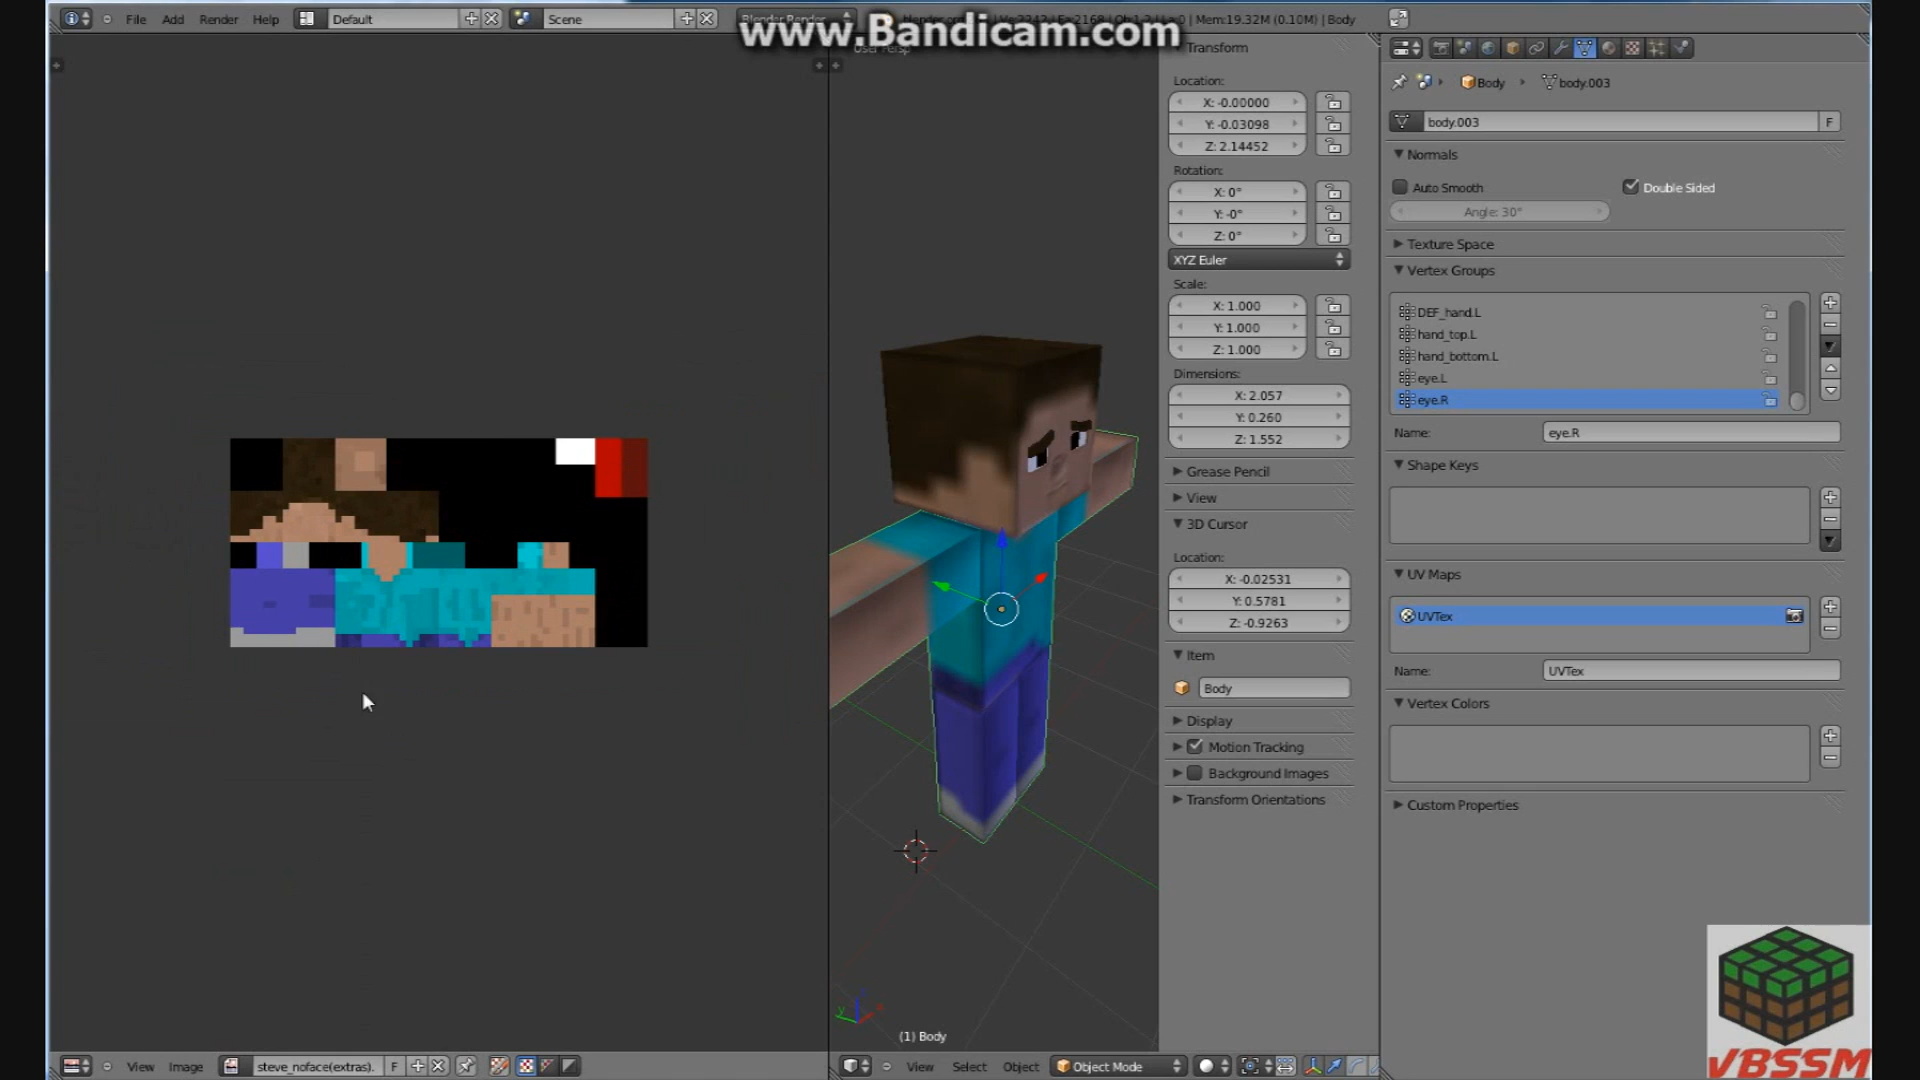 File Add Render Help Default Scene Mem:19.32M (0.10M) | Body
www.Bandicam.com
User Persp
Transform
Location:
X: -0.00000
Y: -0.03098
Z: 2.14452
Rotation:
X: 0°
Y: -0°
Z: 0°
XYZ Euler
Scale:
X: 1.000
Y: 1.000
Z: 1.000
Dimensions:
X: 2.057
Y: 0.260
Z: 1.552
Grease Pencil
View
3D Cursor
Location:
X: -0.02531
Y: 0.5781
Z: -0.9263
Item
Body
Display
Motion Tracking
Background Images
Transform Orientations
Body body.003
body.003 F
Normals
Auto Smooth Double Sided
Angle: 30°
Texture Space
Vertex Groups
DEF_hand.L
hand_top.L
hand_bottom.L
eye.L
eye.R
Name: eye.R
Shape Keys
UV Maps
UVTex
Name: UVTex
Vertex Colors
Custom Properties
(1) Body
View Image steve_noface(extras). F
View Select Object Object Mode
VBSSM